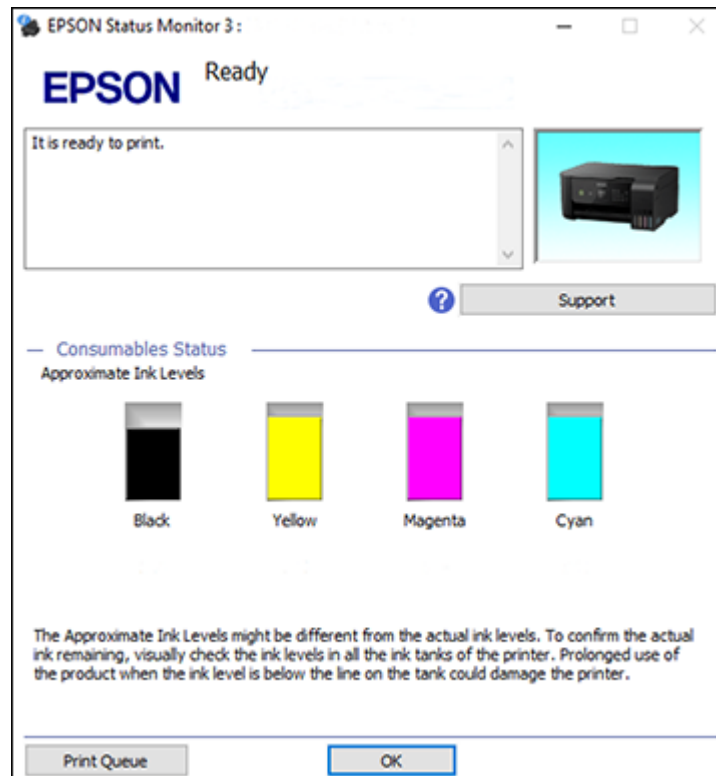 EPSON Status Monitor 3 :
EPSON
Ready
It is ready to print.
Support
Consumables Status
Approximate Ink Levels
Black Yellow Magenta Cyan
The Approximate Ink Levels might be different from the actual ink levels. To confirm the actual
ink remaining, visually check the ink levels in all the ink tanks of the printer. Prolonged use of
the product when the ink level is below the line on the tank could damage the printer.
Print Queue OK